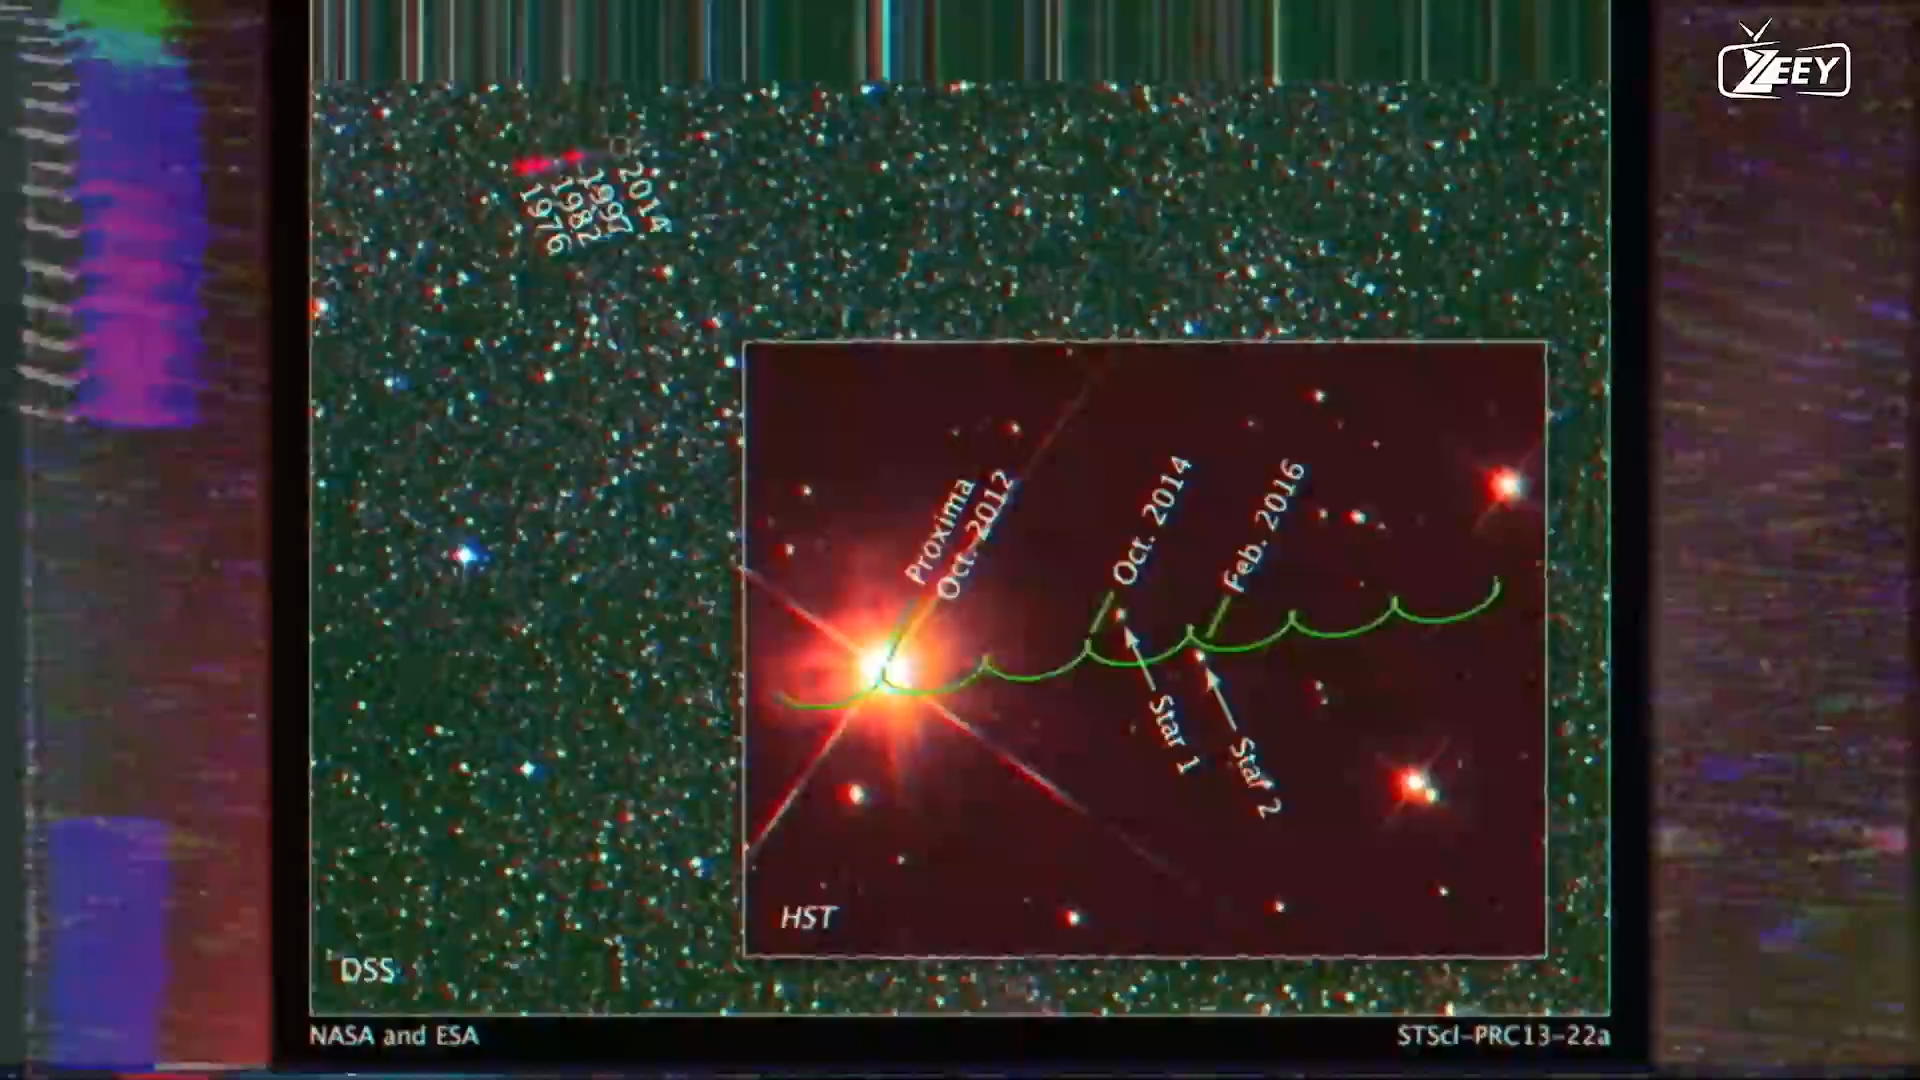 ZEEY
1976
1982
1997
2014
Proxima
Oct. 2012
Oct. 2014
Feb. 2016
Star 1
Star 2
HST
DSS
NASA and ESA
STScI-PRC13-22a